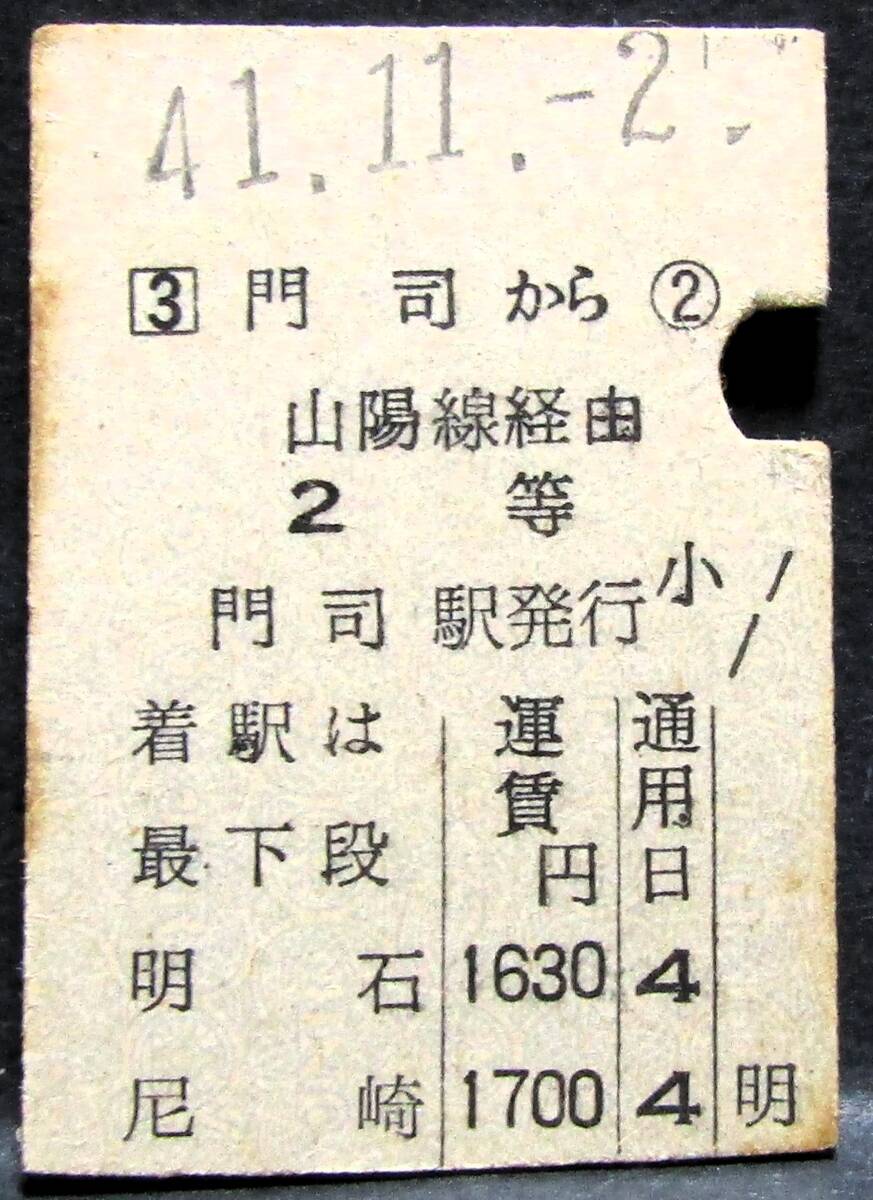 41.11.-2.
3 門司から ②
山陽線経由
2 等
門司駅発行 小
着駅は 運賃円 通用日
最下段
明石 1630 4
尼崎 1700 4 明